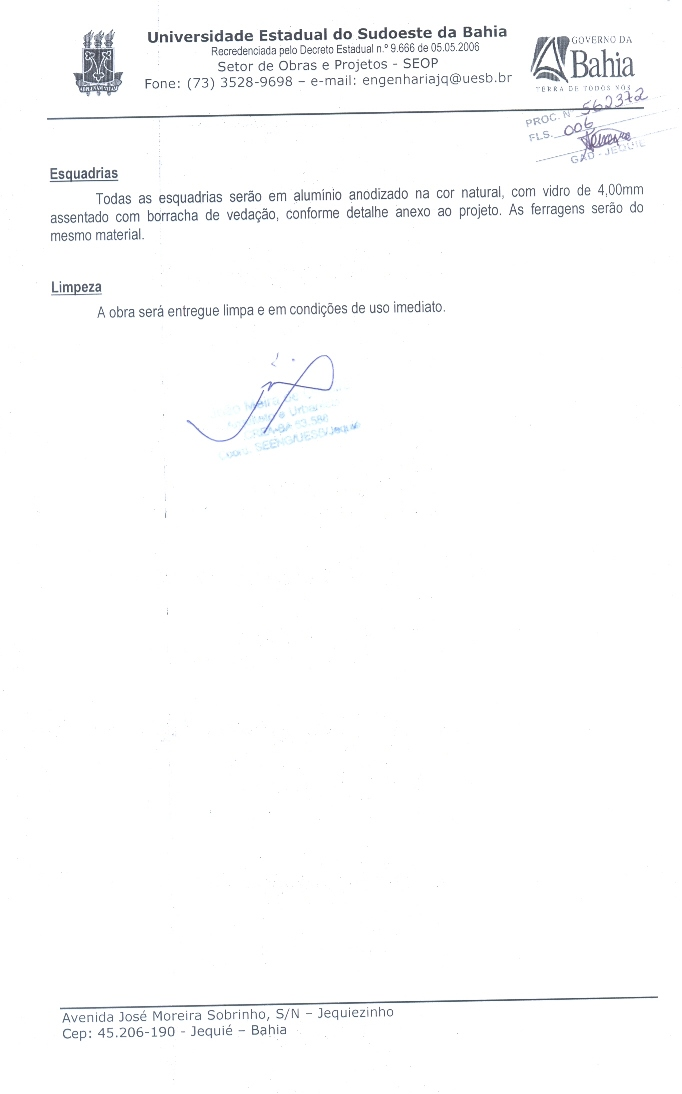 Universidade Estadual do Sudoeste da Bahia
Recredenciada pelo Decreto Estadual n.º 9.666 de 05.05.2006
Setor de Obras e Projetos - SEOP
Fone: (73) 3528-9698 – e-mail: engenhariajq@uesb.br
GOVERNO DA
Bahia
TERRA DE TODOS NÓS
PROC. N 562372
FLS. 006
GAD - JEQUIÉ
Esquadrias
Todas as esquadrias serão em alumínio anodizado na cor natural, com vidro de 4,00mm
assentado com borracha de vedação, conforme detalhe anexo ao projeto. As ferragens serão do
mesmo material.
Limpeza
A obra será entregue limpa e em condições de uso imediato.
Avenida José Moreira Sobrinho, S/N – Jequiezinho
Cep: 45.206-190 - Jequié – Bahia